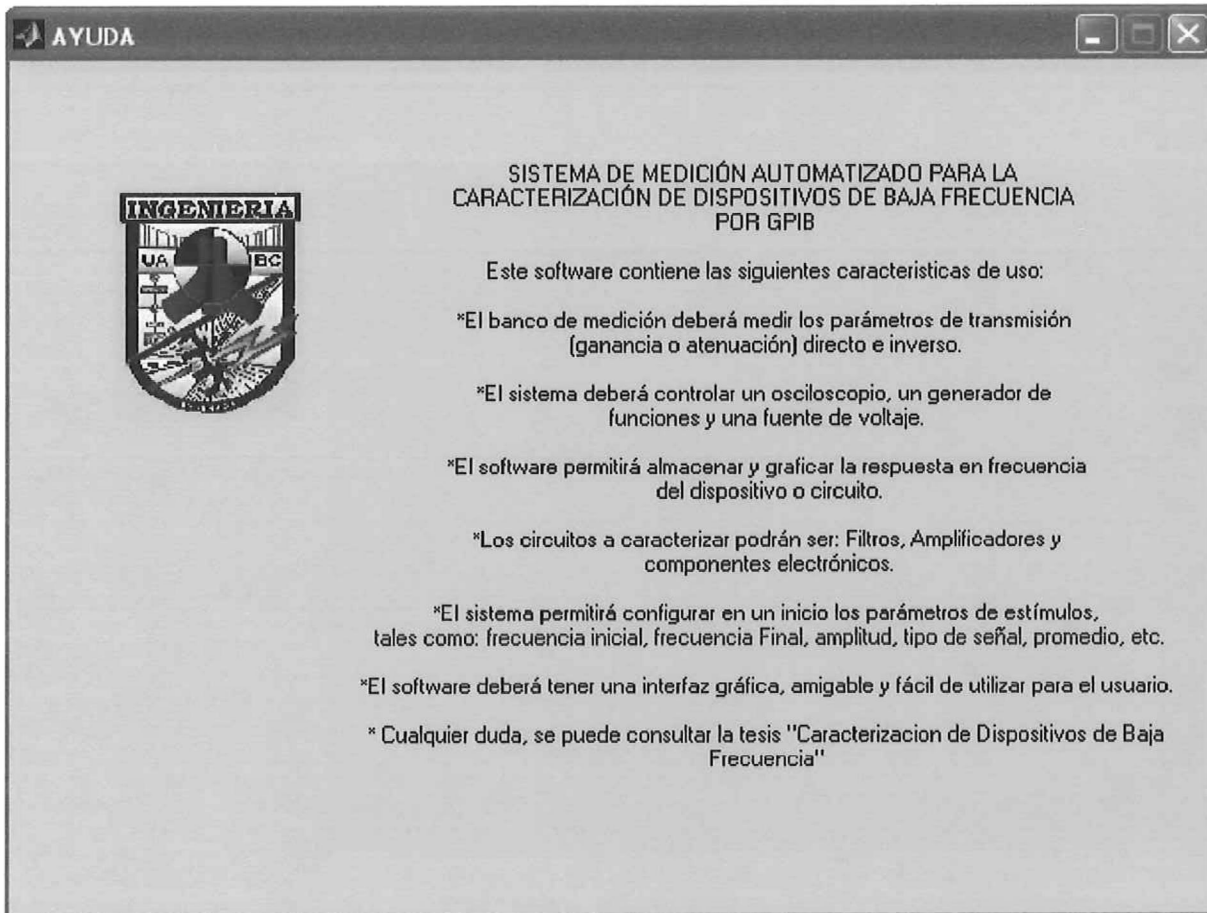 AYUDA
INGENIERIA
UA BC
SISTEMA DE MEDICIÓN AUTOMATIZADO PARA LA
CARACTERIZACIÓN DE DISPOSITIVOS DE BAJA FRECUENCIA
POR GPIB
Este software contiene las siguientes caracteristicas de uso:
*El banco de medición deberá medir los parámetros de transmisión
(ganancia o atenuación) directo e inverso.
*El sistema deberá controlar un osciloscopio, un generador de
funciones y una fuente de voltaje.
*El software permitirá almacenar y graficar la respuesta en frecuencia
del dispositivo o circuito.
*Los circuitos a caracterizar podrán ser: Filtros, Amplificadores y
componentes electrónicos.
*El sistema permitirá configurar en un inicio los parámetros de estímulos,
tales como: frecuencia inicial, frecuencia Final, amplitud, tipo de señal, promedio, etc.
*El software deberá tener una interfaz gráfica, amigable y fácil de utilizar para el usuario.
* Cualquier duda, se puede consultar la tesis "Caracterizacion de Dispositivos de Baja
Frecuencia"